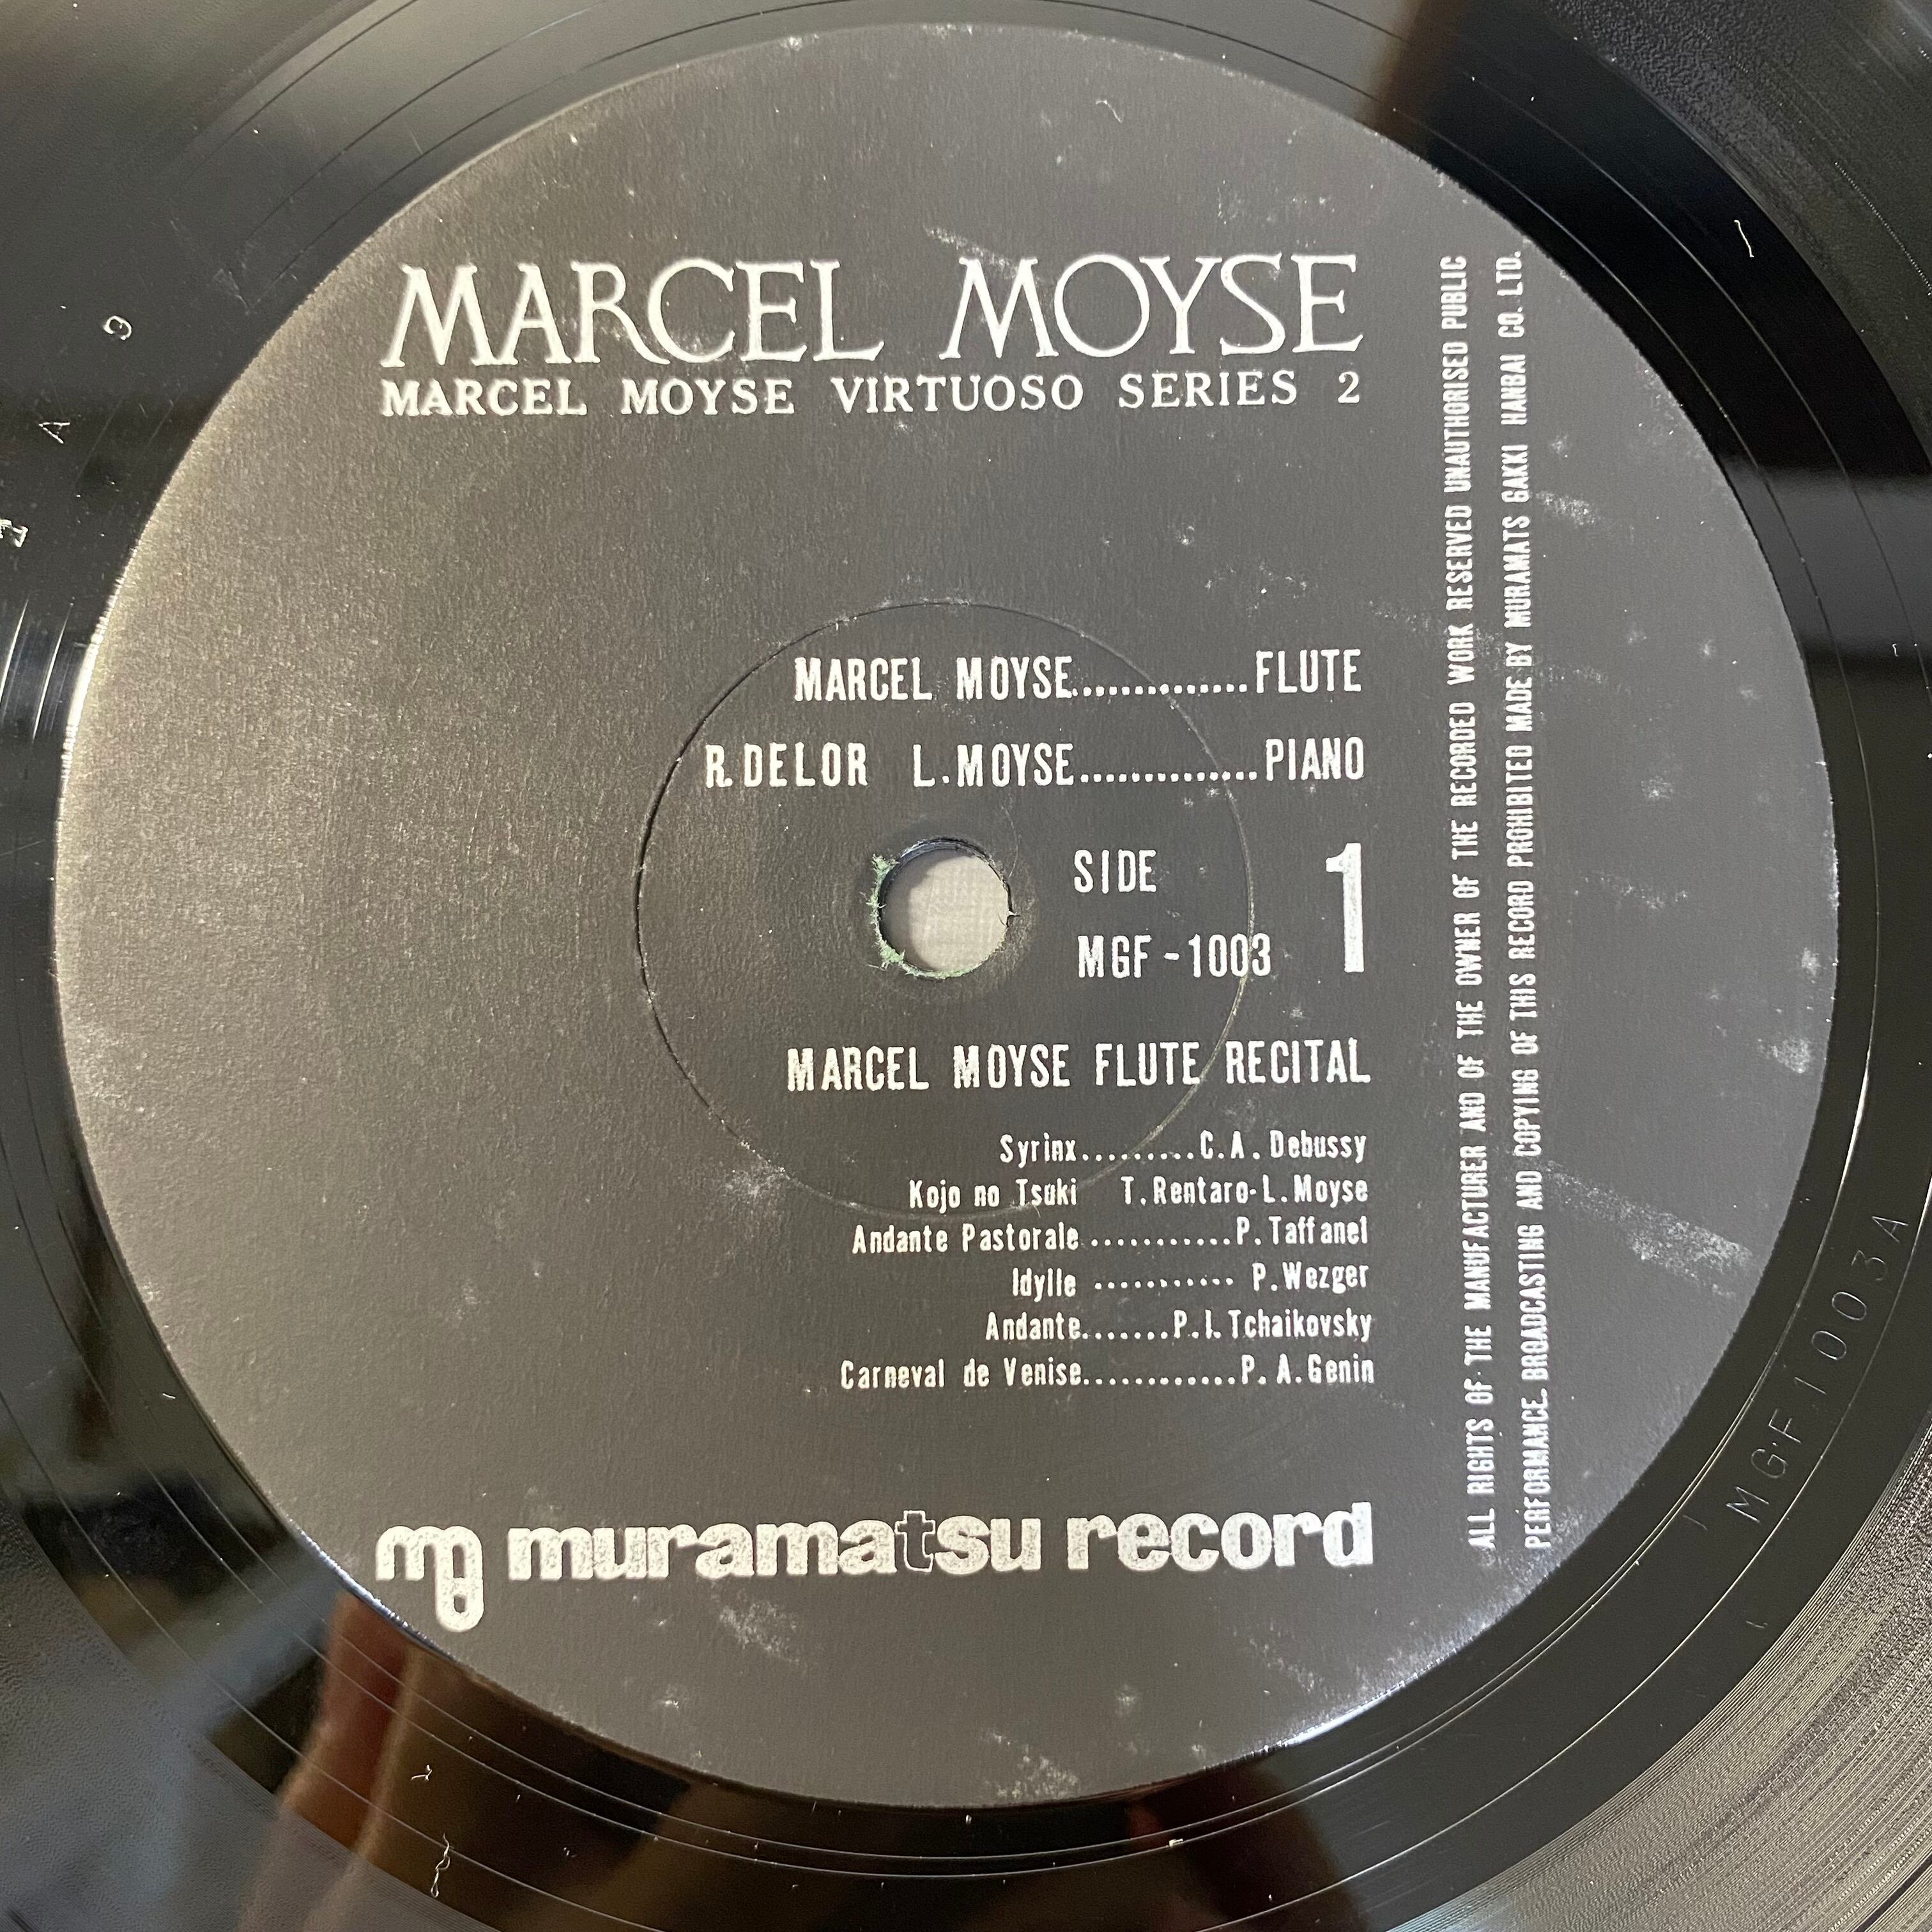 MARCEL MOYSE
MARCEL MOYSE VIRTUOSO SERIES 2
MARCEL MOYSE..............FLUTE
R.DELOR L.MOYSE..............PIANO
SIDE 1
MGF-1003
MARCEL MOYSE FLUTE RECITAL
Syrinx.........C.A.Debussy
Kojo no Tsuki T.Rentaro-L.Moyse
Andante Pastorale...........P.Taffanel
Idylle........... P.Wezger
Andante.......P.I.Tchaikovsky
Carneval de Venise............P.A.Genin
mg muramatsu record
ALL RIGHTS OF THE MANUFACTURER AND OF THE OWNER OF THE RECORDED WORK RESERVED UNAUTHORISED PUBLIC
PERFORMANCE. BROADCASTING AND COPYING OF THIS RECORD PROHIBITED MADE BY MURAMATS GAKKI HANBAI CO. LTD.
MGF 1003 A